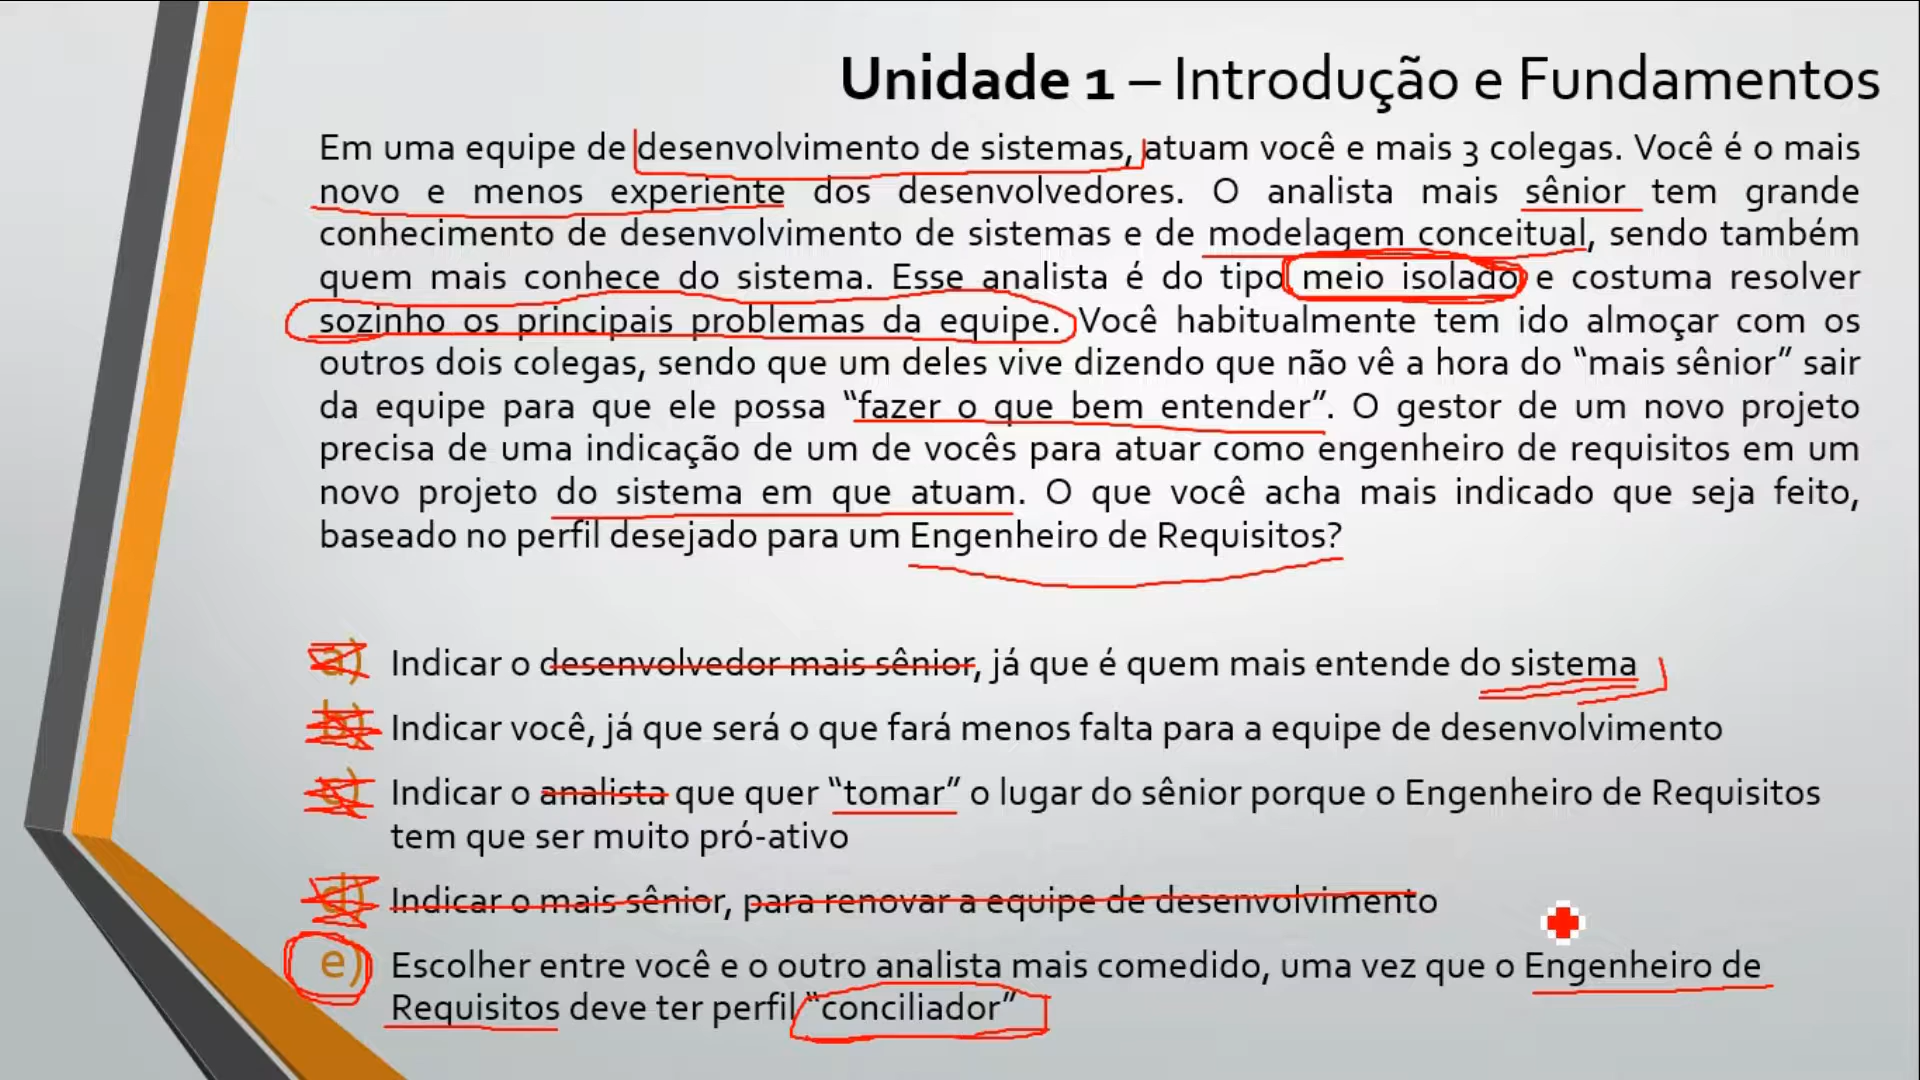 Unidade 1 – Introdução e Fundamentos
Em uma equipe de desenvolvimento de sistemas, atuam você e mais 3 colegas. Você é o mais
novo e menos experiente dos desenvolvedores. O analista mais sênior tem grande
conhecimento de desenvolvimento de sistemas e de modelagem conceitual, sendo também
quem mais conhece do sistema. Esse analista é do tipo meio isolado e costuma resolver
sozinho os principais problemas da equipe. Você habitualmente tem ido almoçar com os
outros dois colegas, sendo que um deles vive dizendo que não vê a hora do “mais sênior” sair
da equipe para que ele possa “fazer o que bem entender”. O gestor de um novo projeto
precisa de uma indicação de um de vocês para atuar como engenheiro de requisitos em um
novo projeto do sistema em que atuam. O que você acha mais indicado que seja feito,
baseado no perfil desejado para um Engenheiro de Requisitos?
a) Indicar o desenvolvedor mais sênior, já que é quem mais entende do sistema
b) Indicar você, já que será o que fará menos falta para a equipe de desenvolvimento
c) Indicar o analista que quer “tomar” o lugar do sênior porque o Engenheiro de Requisitos
tem que ser muito pró-ativo
d) Indicar o mais sênior, para renovar a equipe de desenvolvimento
e) Escolher entre você e o outro analista mais comedido, uma vez que o Engenheiro de
Requisitos deve ter perfil “conciliador”